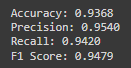 Accuracy: 0.9368
Precision: 0.9540
Recall: 0.9420
F1 Score: 0.9479